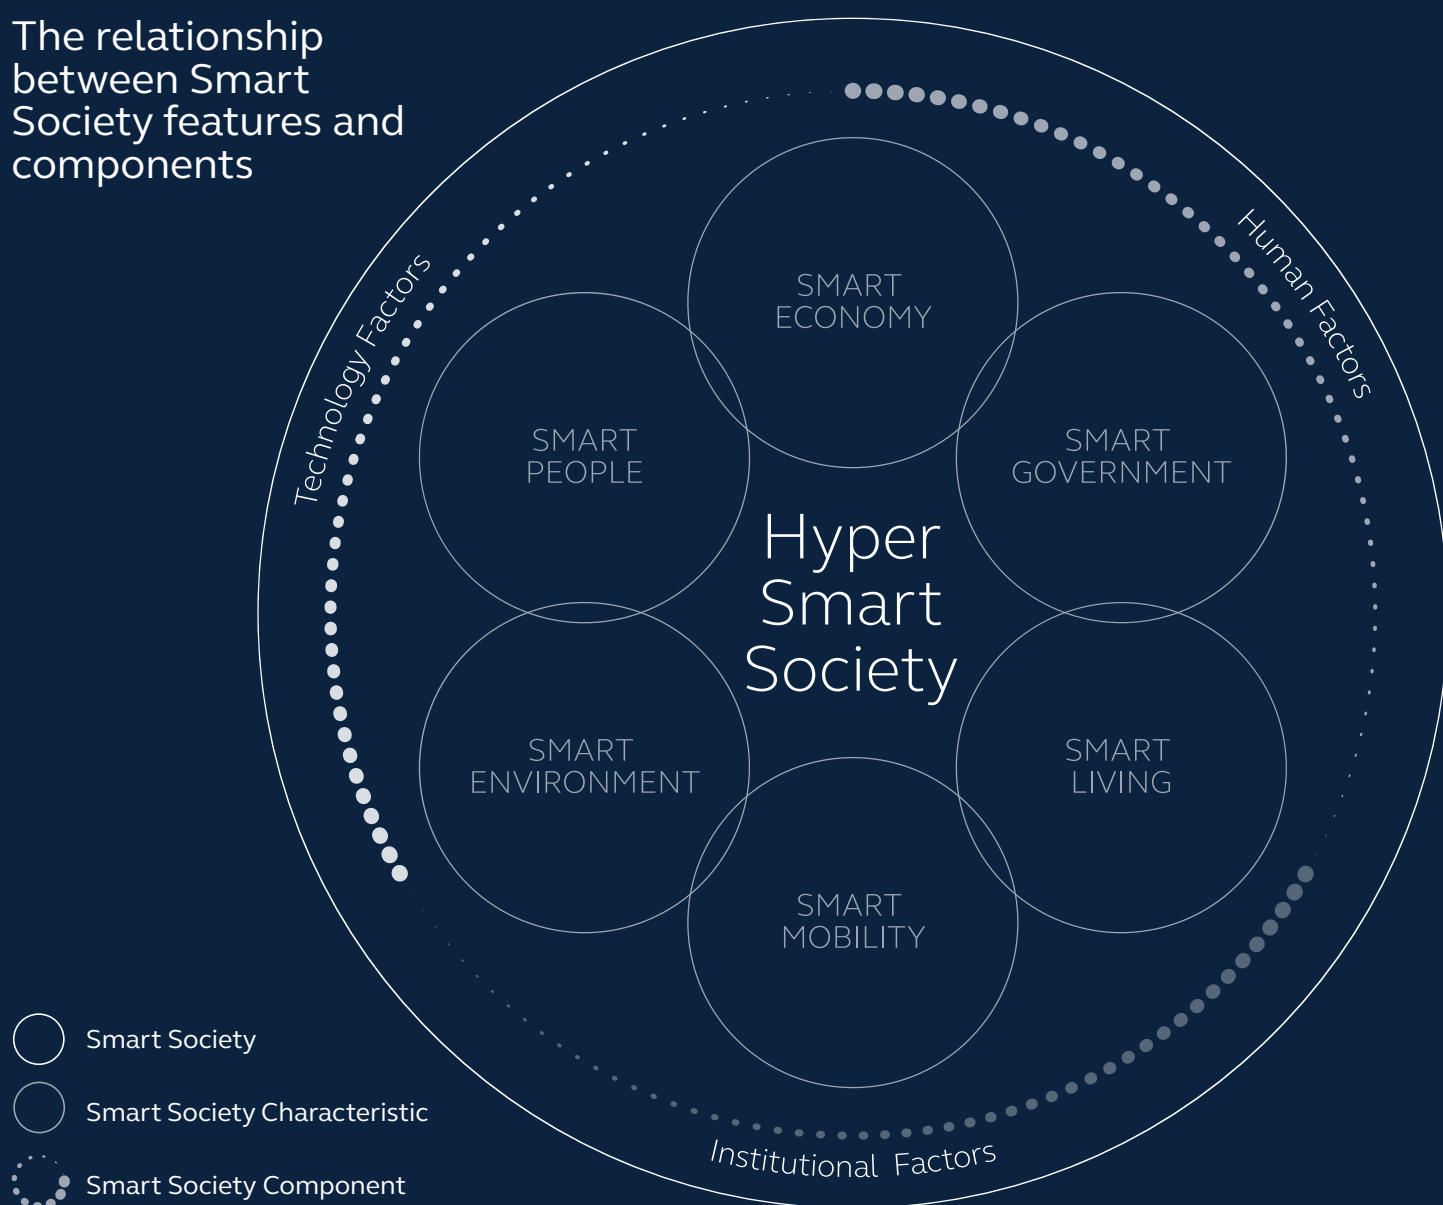 The relationship
between Smart
Society features and
components
Technology Factors
Human Factors
SMART
ECONOMY
SMART
PEOPLE
SMART
GOVERNMENT
Hyper
Smart
Society
SMART
ENVIRONMENT
SMART
LIVING
SMART
MOBILITY
Institutional Factors
Smart Society
Smart Society Characteristic
Smart Society Component